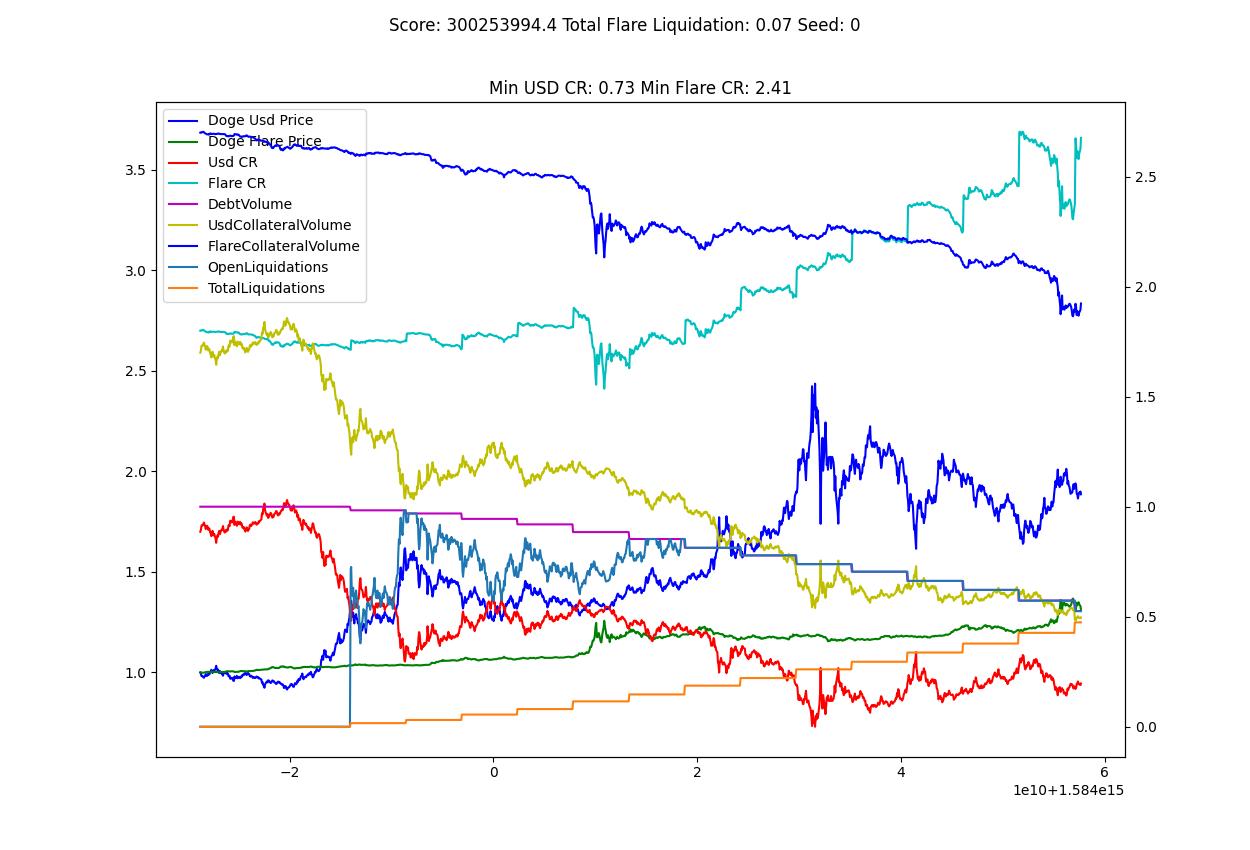 Score: 300253994.4 Total Flare Liquidation: 0.07 Seed: 0
Min USD CR: 0.73 Min Flare CR: 2.41
Doge Usd Price
Doge Flare Price
Usd CR
Flare CR
DebtVolume
UsdCollateralVolume
FlareCollateralVolume
OpenLiquidations
TotalLiquidations
3.5
3.0
2.5
2.0
1.5
1.0
2.5
2.0
1.5
1.0
0.5
0.0
−2
0
2
4
6
1e10+1.584e15